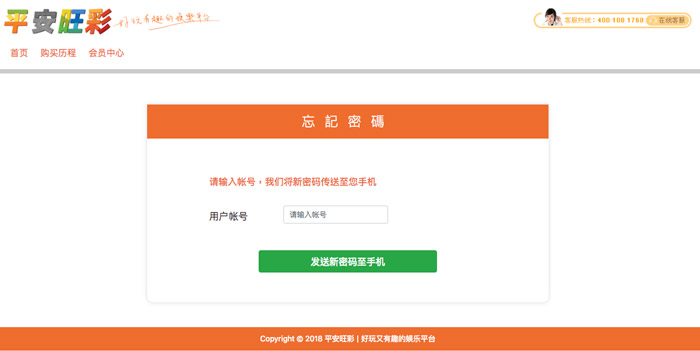 平安旺彩 好玩有趣的娱樂平台
客服热线：400 100 1760 在线客服
首页 购买历程 会员中心
忘記密碼
请输入帐号，我们将新密码传送至您手机
用户帐号 请输入帐号
发送新密码至手机
Copyright © 2018 平安旺彩 | 好玩又有趣的娱乐平台